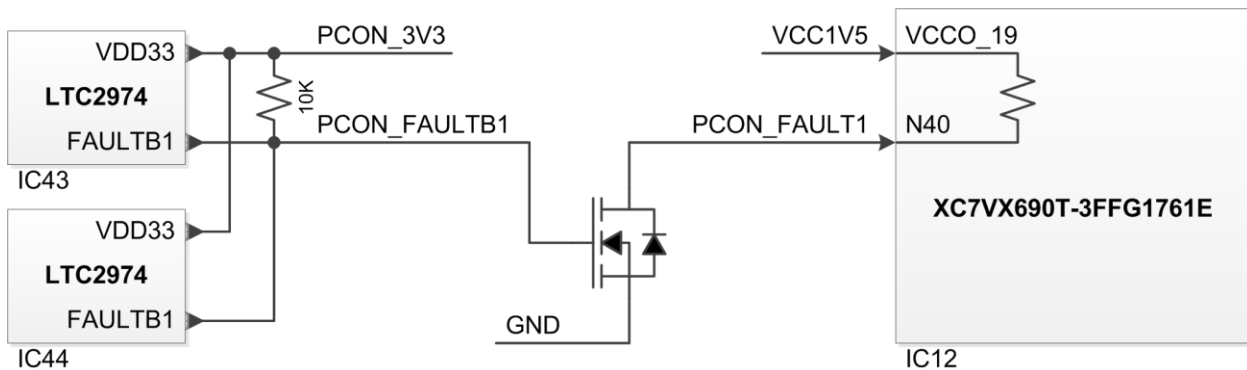 VDD33
LTC2974
FAULTB1
IC43
VDD33
LTC2974
FAULTB1
IC44
PCON_3V3
10K
PCON_FAULTB1
GND
VCC1V5
PCON_FAULT1
VCCO_19
N40
XC7VX690T-3FFG1761E
IC12